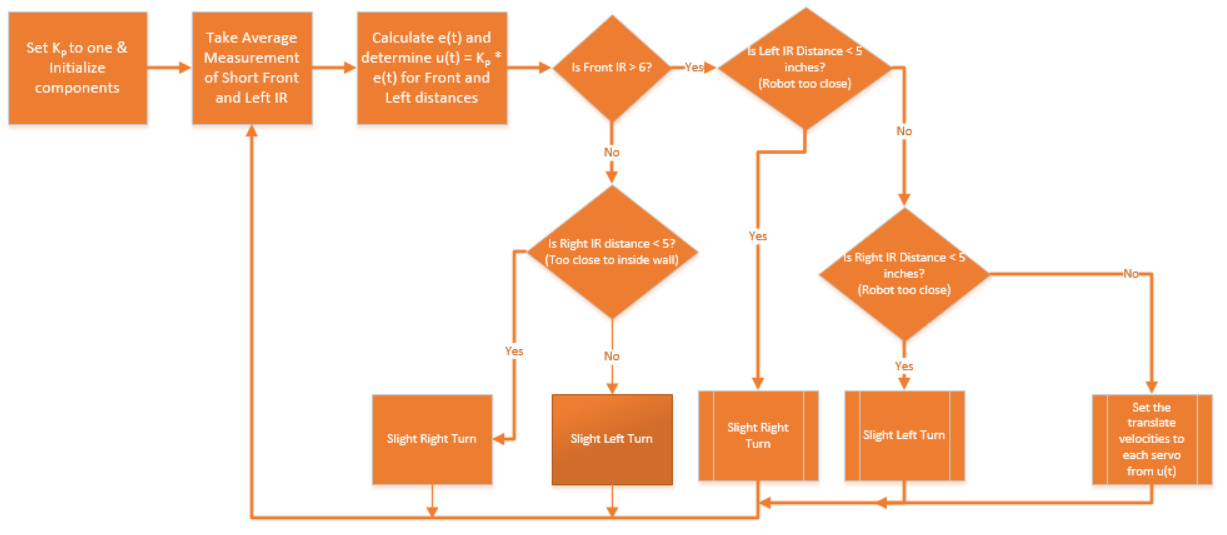 Set Kp to one &
Initialize
components
Take Average
Measurement
of Short Front
and Left IR
Calculate e(t) and
determine u(t) = Kp *
e(t) for Front and
Left distances
Is Front IR > 6?
Yes
Is Left IR Distance < 5
inches?
(Robot too close)
No
No
Is Right IR distance < 5?
(Too close to inside wall)
Yes
Is Right IR Distance < 5
inches?
(Robot too close)
No
Yes
No
Yes
Slight Right Turn
Slight Left Turn
Slight Right
Turn
Slight Left Turn
Set the
translate
velocities to
each servo
from u(t)